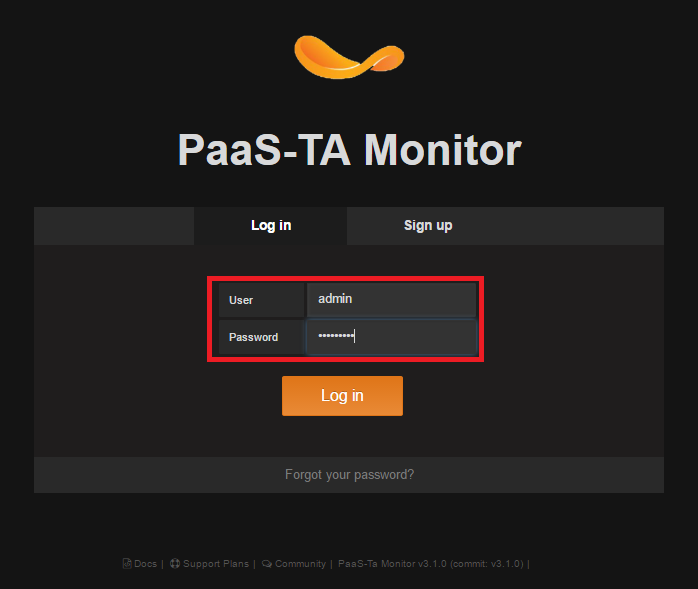 PaaS-TA Monitor
Log in Sign up
User admin
Password •••••••••
Log in
Forgot your password?
Docs | Support Plans | Community | PaaS-Ta Monitor v3.1.0 (commit: v3.1.0) |